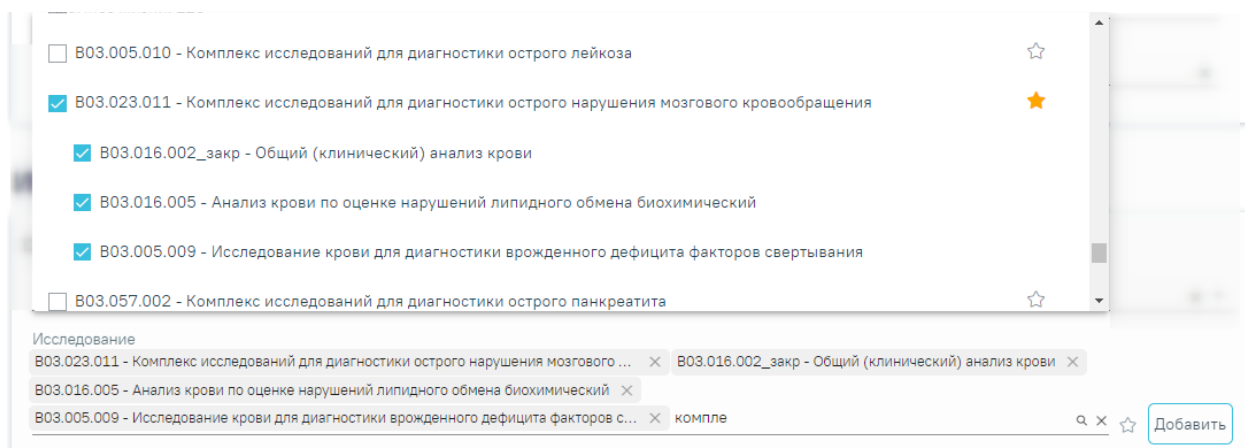 B03.005.010 - Комплекс исследований для диагностики острого лейкоза
B03.023.011 - Комплекс исследований для диагностики острого нарушения мозгового кровообращения
B03.016.002_закр - Общий (клинический) анализ крови
B03.016.005 - Анализ крови по оценке нарушений липидного обмена биохимический
B03.005.009 - Исследование крови для диагностики врожденного дефицита факторов свертывания
B03.057.002 - Комплекс исследований для диагностики острого панкреатита
Исследование
B03.023.011 - Комплекс исследований для диагностики острого нарушения мозгового ... B03.016.002_закр - Общий (клинический) анализ крови
B03.016.005 - Анализ крови по оценке нарушений липидного обмена биохимический
B03.005.009 - Исследование крови для диагностики врожденного дефицита факторов с... компле Добавить